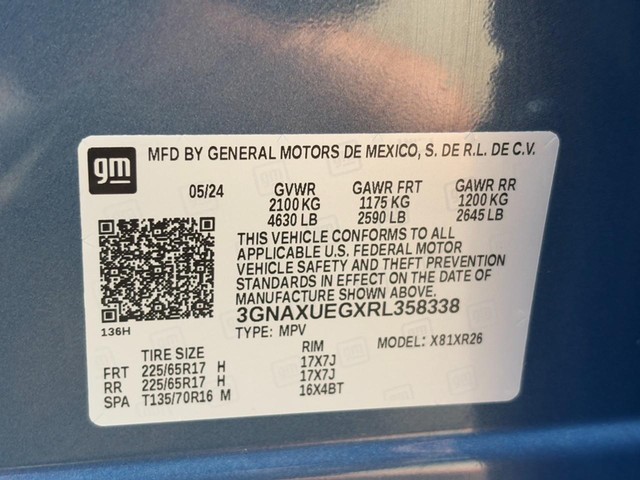 gm MFD BY GENERAL MOTORS DE MEXICO, S. DE R.L. DE C.V.
05/24 GVWR GAWR FRT GAWR RR
2100 KG 1175 KG 1200 KG
4630 LB 2590 LB 2645 LB
THIS VEHICLE CONFORMS TO ALL
APPLICABLE U.S. FEDERAL MOTOR
VEHICLE SAFETY AND THEFT PREVENTION
STANDARDS IN EFFECT ON THE DATE OF
MANUFACTURE SHOWN ABOVE.
3GNAXUEGXRL358338
136H TYPE: MPV MODEL: X81XR26
TIRE SIZE RIM
FRT 225/65R17 H 17X7J
RR 225/65R17 H 17X7J
SPA T135/70R16 M 16X4BT